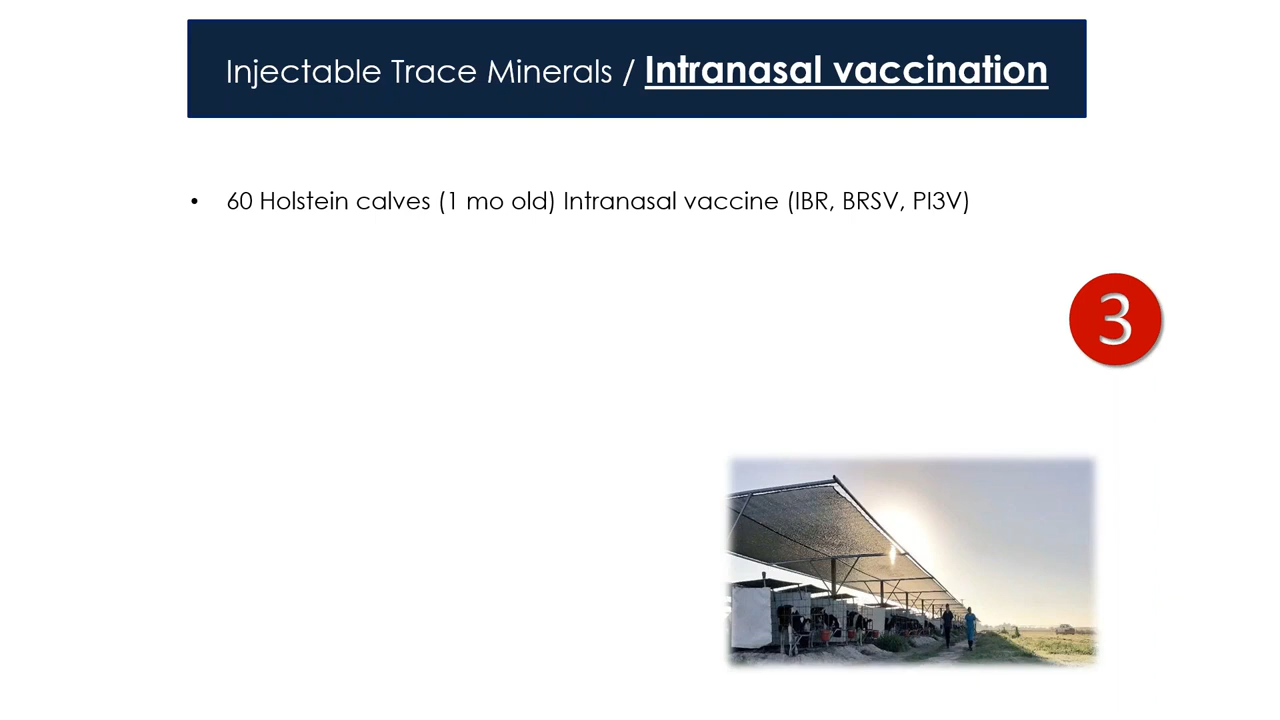 Injectable Trace Minerals / Intranasal vaccination
• 60 Holstein calves (1 mo old) Intranasal vaccine (IBR, BRSV, PI3V)
3